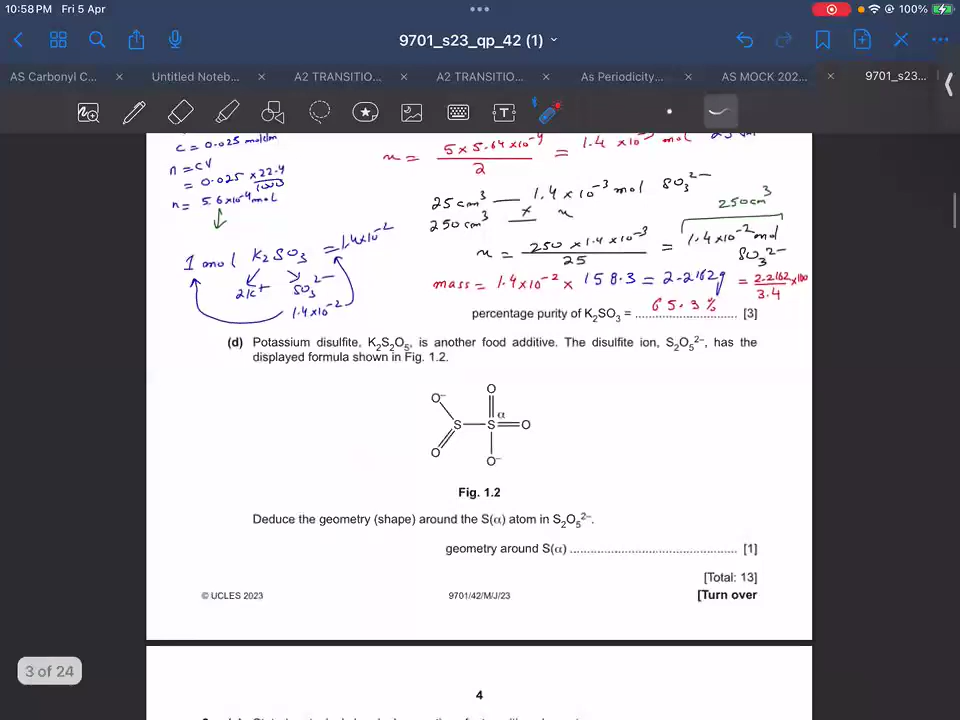 10:58 PM Fri 5 Apr
100%
9701_s23_qp_42 (1)
AS Carbonyl C... Untitled Noteb... A2 TRANSITIO... A2 TRANSITIO... As Periodicity... AS MOCK 202... 9701_s23...
c = 0.025 moldm
n = cv
= 0.025 × 22.4/1000
n = 5.6×10⁻⁴ mol
x = 5 × 5.64×10⁻⁴ / 2 = 1.4 ×10⁻³ mol
25 cm³ — 1.4×10⁻³ mol SO₃²⁻
250 cm³ — x
250cm³
x = 250 × 1.4×10⁻³ / 25 = 1.4×10⁻² mol SO₃²⁻
1 mol K₂SO₃ = 1.4×10⁻²
2K⁺ SO₃²⁻
1.4×10⁻²
mass = 1.4×10⁻² × 158.3 = 2.2162g = 2.2162/3.4 × 100
percentage purity of K₂SO₃ = 65.3 % [3]
(d) Potassium disulfite, K₂S₂O₅, is another food additive. The disulfite ion, S₂O₅²⁻, has the
displayed formula shown in Fig. 1.2.
O⁻ O
S S α O
O O⁻
Fig. 1.2
Deduce the geometry (shape) around the S(α) atom in S₂O₅²⁻.
geometry around S(α) ................................................. [1]
[Total: 13]
© UCLES 2023 9701/42/M/J/23 [Turn over
3 of 24
4